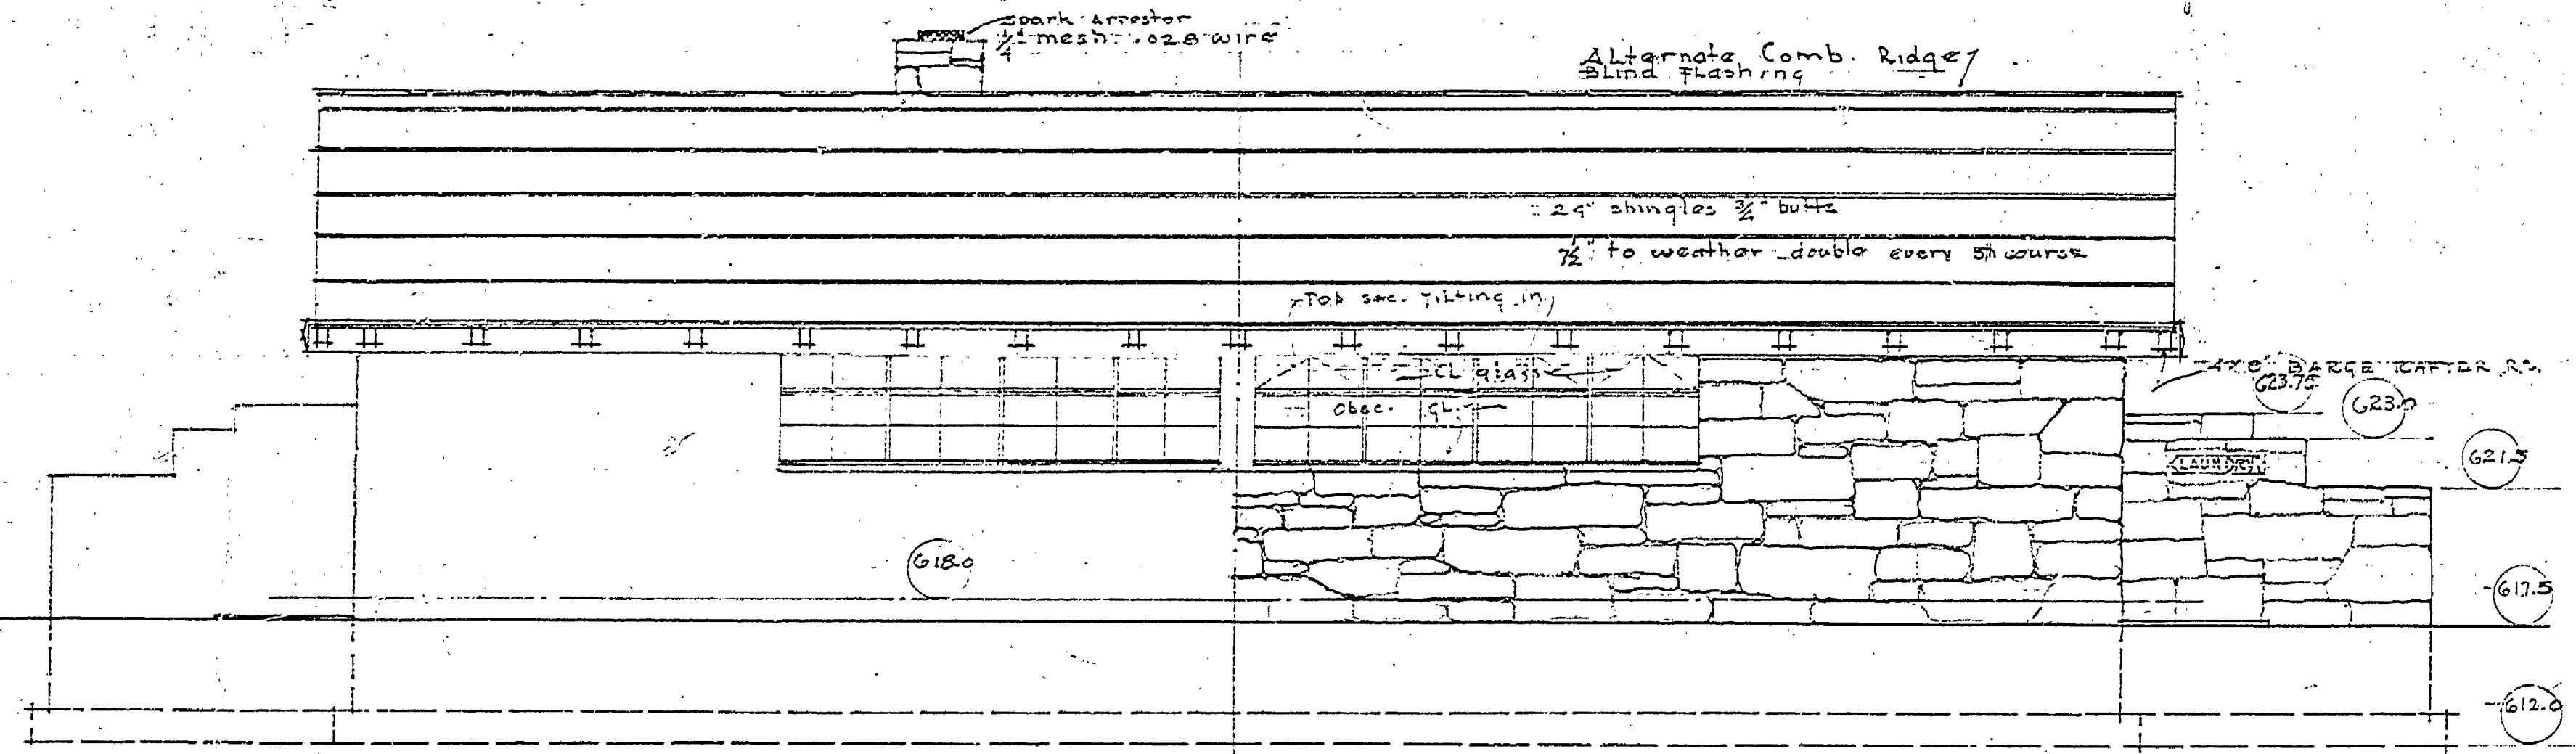 spark Arrestor
1/4" mesh - .028 wire
Alternate Comb. Ridge
Blind Flashing
24" shingles 3/4" butts
7 1/2" to weather - double every 5th course
Top sec. Tilting in
CL glass
Obsc. GL.
4x8 BARGE RAFTER R.S.
623.75
623.0
LAUNDRY
621.5
618.0
617.5
612.0